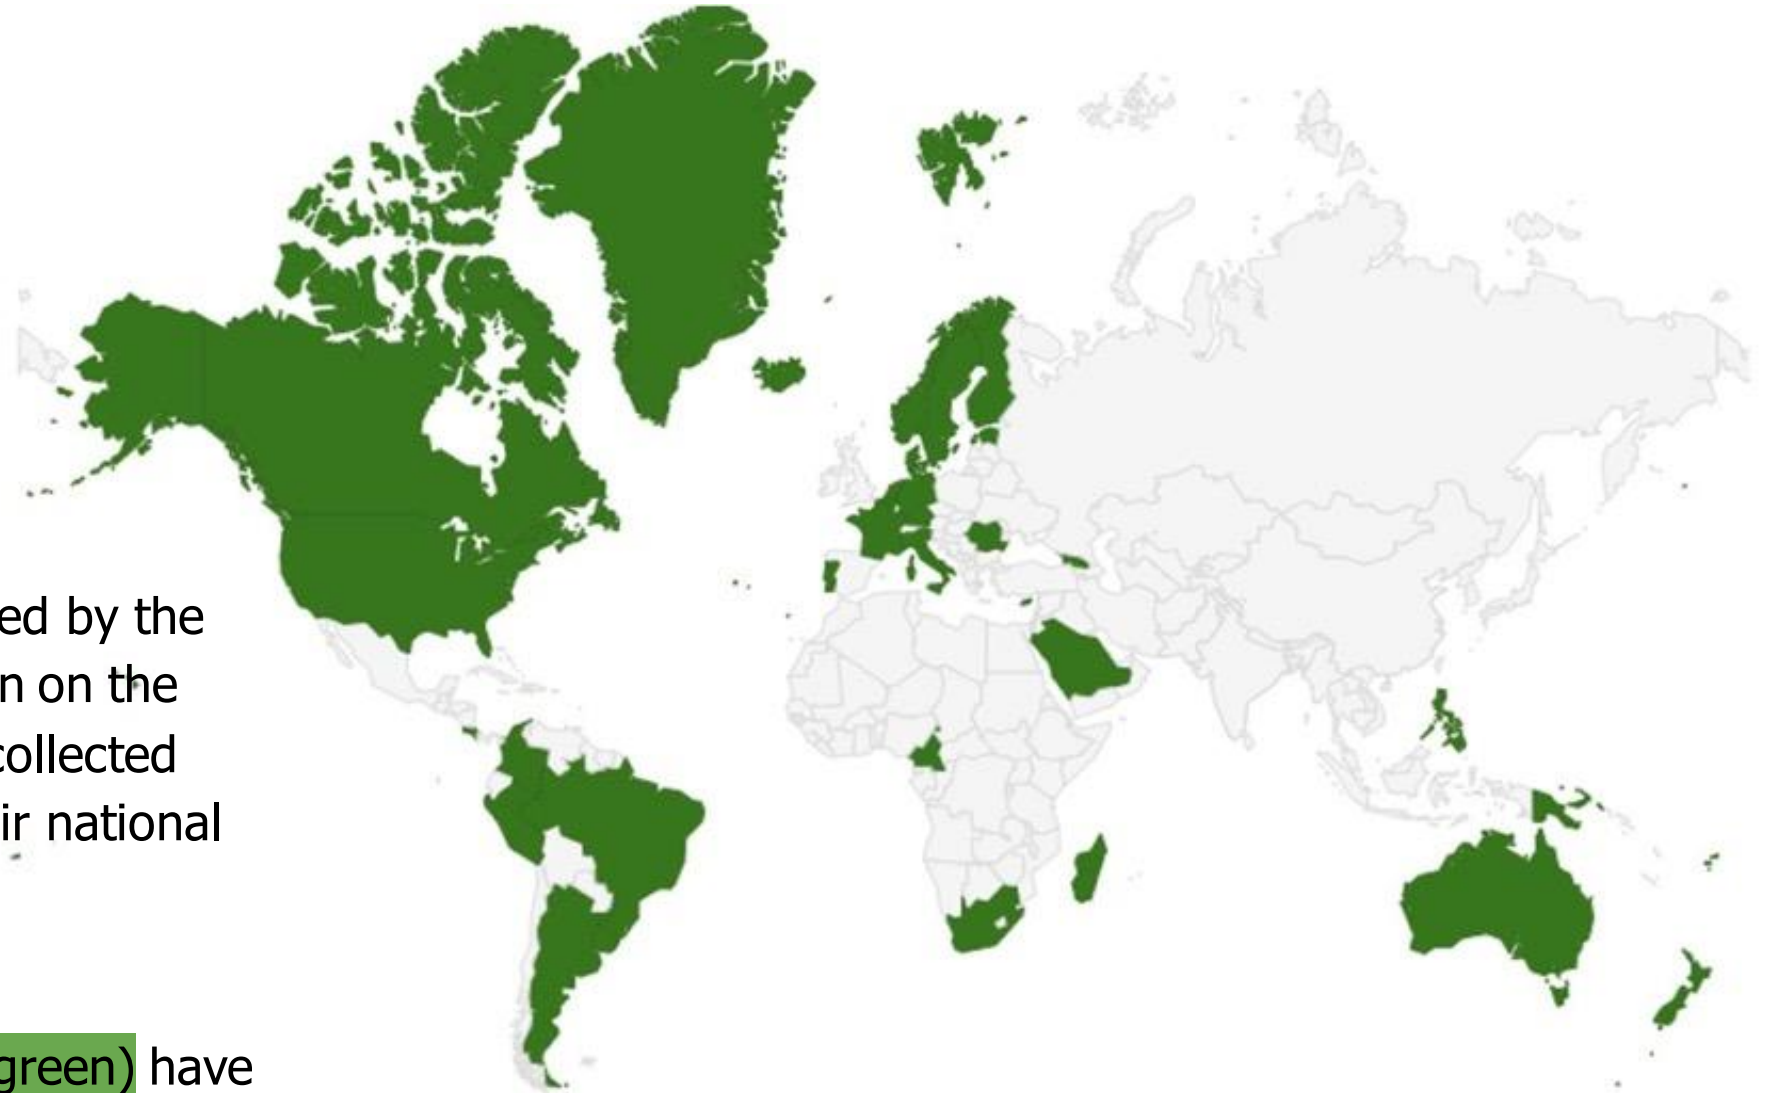 ed by the
n on the
collected
ir national
green) have